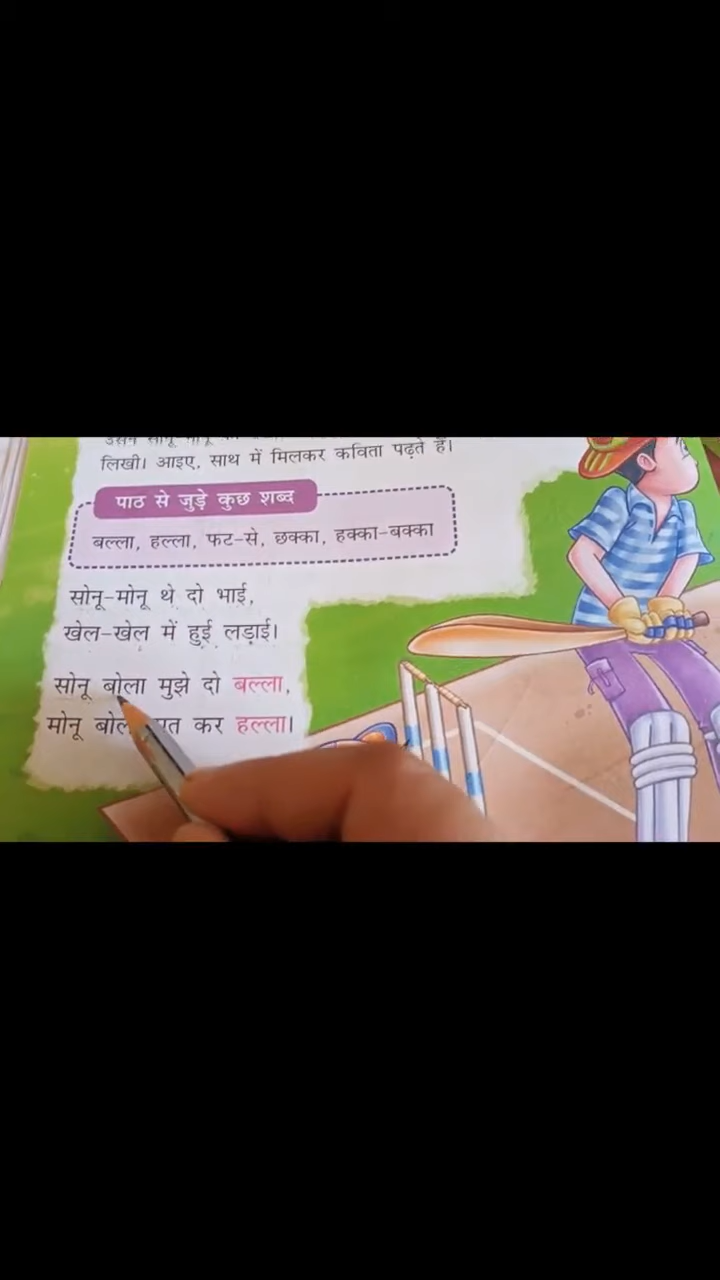 लिखी। आइए, साथ में मिलकर कविता पढ़ते हैं।
पाठ से जुड़े कुछ शब्द
बल्ला, हल्ला, फट-से, छक्का, हक्का-बक्का
सोनू-मोनू थे दो भाई,
खेल-खेल में हुई लड़ाई।
सोनू बोला मुझे दो बल्ला,
मोनू कर हल्ला।